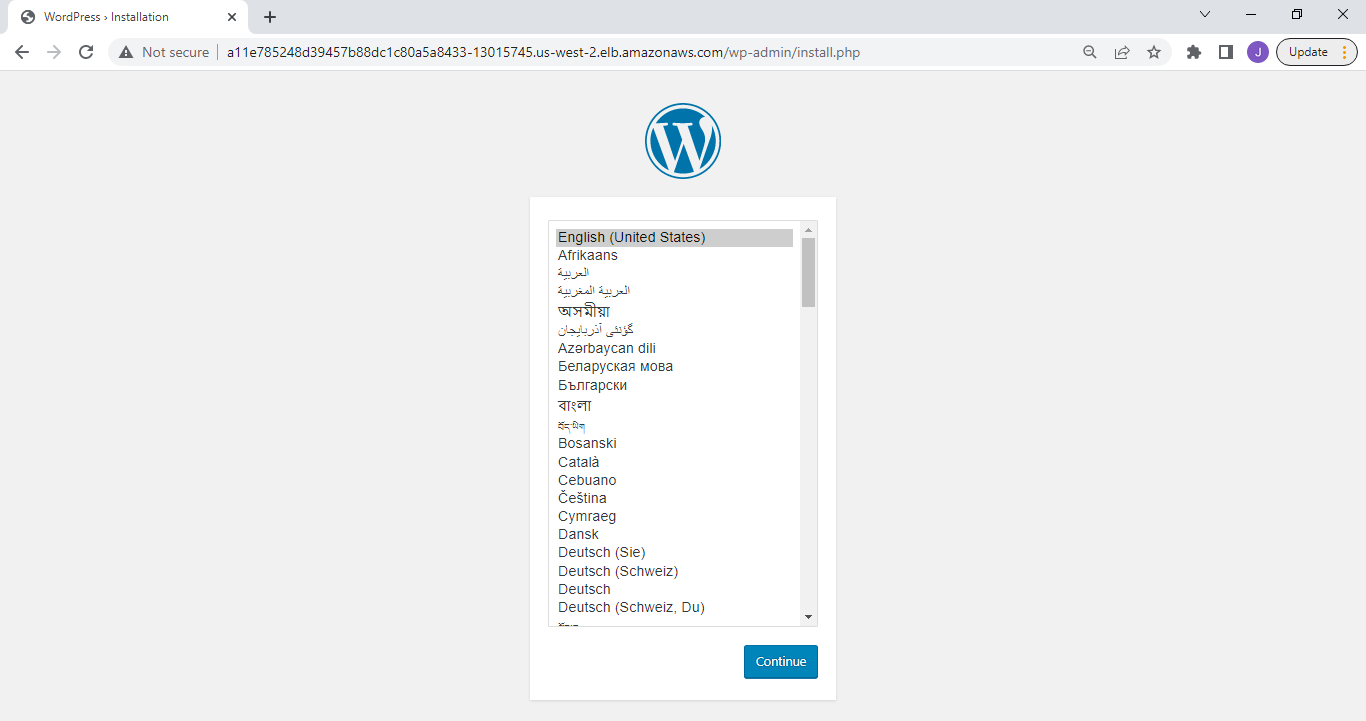 WordPress › Installation
Not secure
a11e785248d39457b88dc1c80a5a8433-13015745.us-west-2.elb.amazonaws.com/wp-admin/install.php
J
Update
W
English (United States)
Afrikaans
العربية
العربية المغربية
অসমীয়া
گؤنئی آذربایجان
Azərbaycan dili
Беларуская мова
Български
বাংলা
བོད་ཡིག
Bosanski
Català
Cebuano
Čeština
Cymraeg
Dansk
Deutsch (Sie)
Deutsch (Schweiz)
Deutsch
Deutsch (Schweiz, Du)
Continue